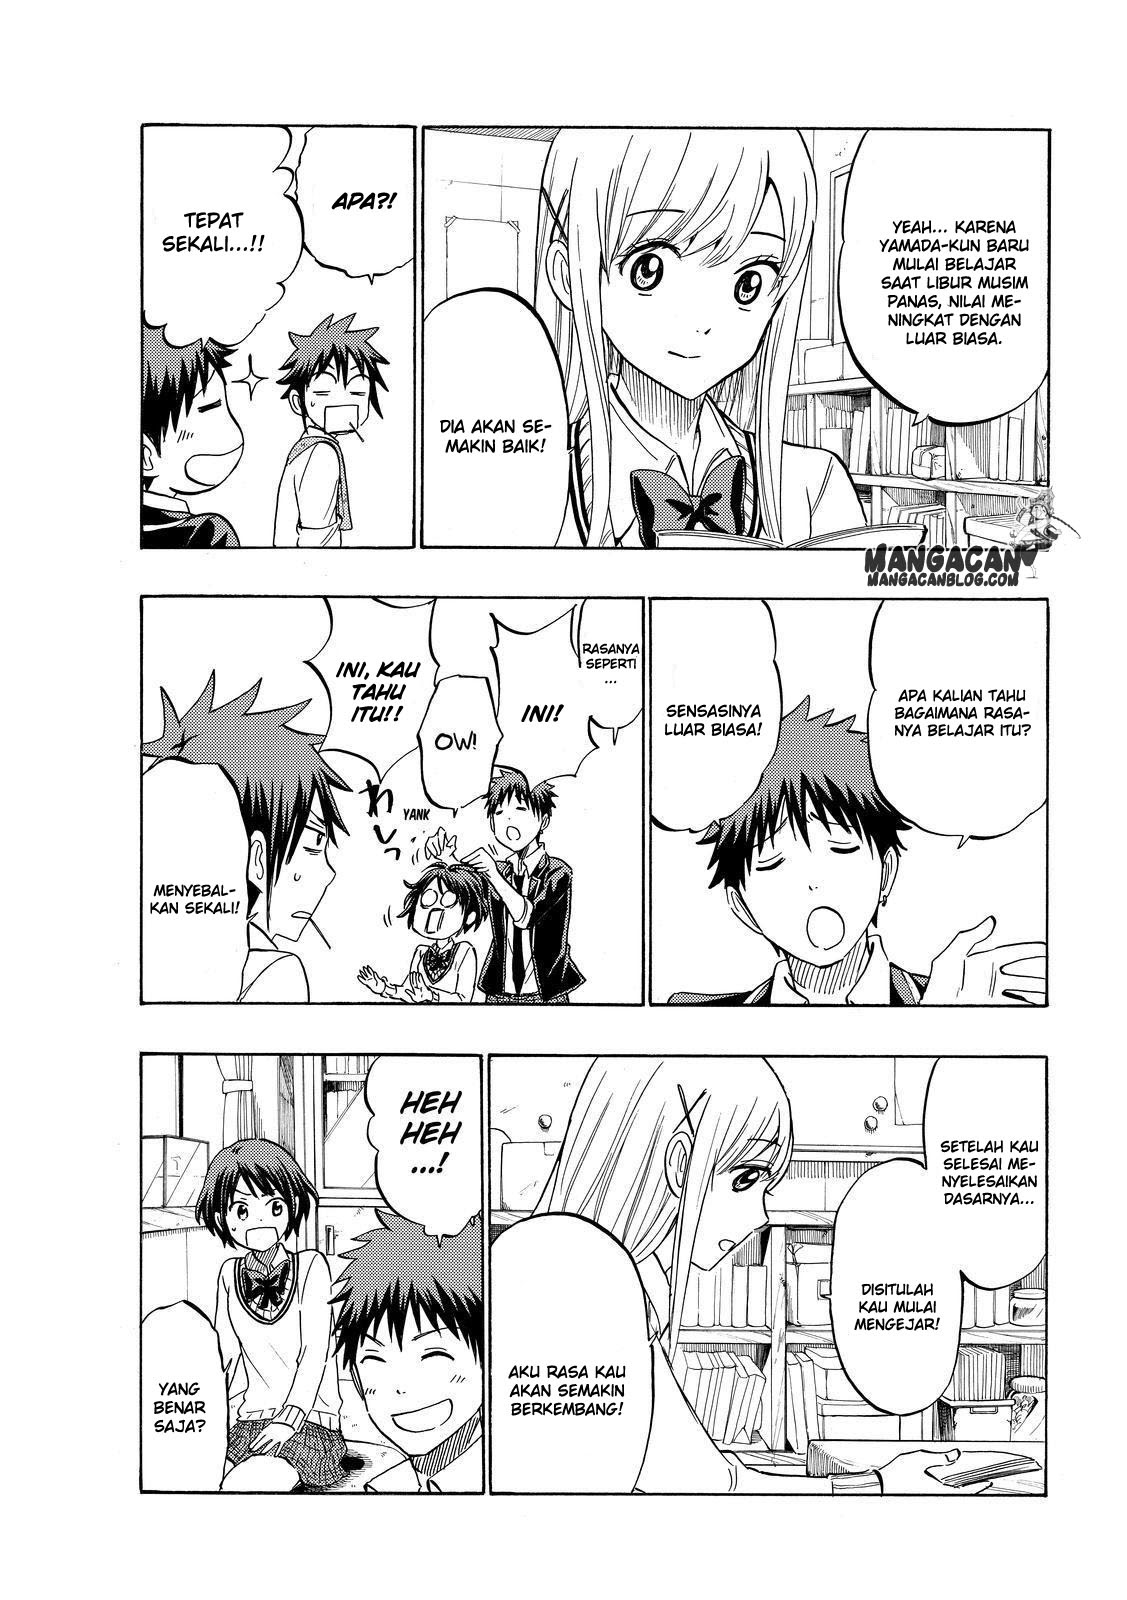 YEAH... KARENA
YAMADA-KUN BARU
MULAI BELAJAR
SAAT LIBUR MUSIM
PANAS, NILAI ME-
NINGKAT DENGAN
LUAR BIASA.
DIA AKAN SE-
MAKIN BAIK!
APA?!
TEPAT
SEKALI...!!
MANGACAN
MANGACANBLOG.COM
APA KALIAN TAHU
BAGAIMANA RASA-
NYA BELAJAR ITU?
SENSASINYA
LUAR BIASA!
RASANYA
SEPERTI
...
INI!
OW!
YANK
わしっ
INI, KAU
TAHU
ITU!!
MENYEBAL-
KAN SEKALI!
SETELAH KAU
SELESAI ME-
NYELESAIKAN
DASARNYA...
DISITULAH
KAU MULAI
MENGEJAR!
AKU RASA KAU
AKAN SEMAKIN
BERKEMBANG!
HEH
HEH
....!
YANG
BENAR
SAJA?